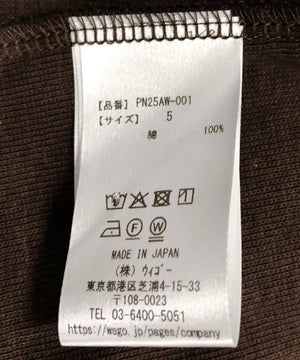 【品番】 PN25AW-001
【サイズ】 5
綿 100%
MADE IN JAPAN
(株) ウィゴー
東京都港区芝浦4-15-33
〒108-0023
TEL 03-6400-5051
https://wego.jp/pages/company